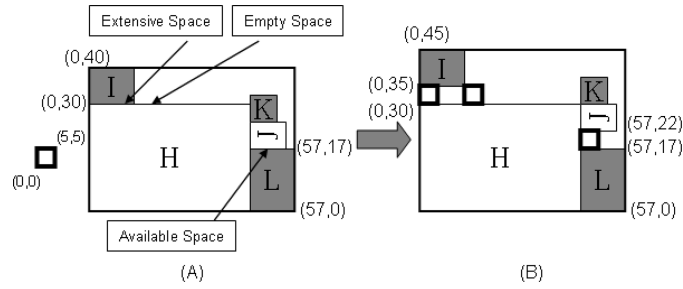 Extensive Space
Empty Space
(0,40)
(0,45)
I
I
(0,30)
(0,35)
K
K
(0,30)
(5,5)
J
J
(57,22)
H
(57,17)
H
(57,17)
(0,0)
L
L
(57,0)
(57,0)
Available Space
(A)
(B)